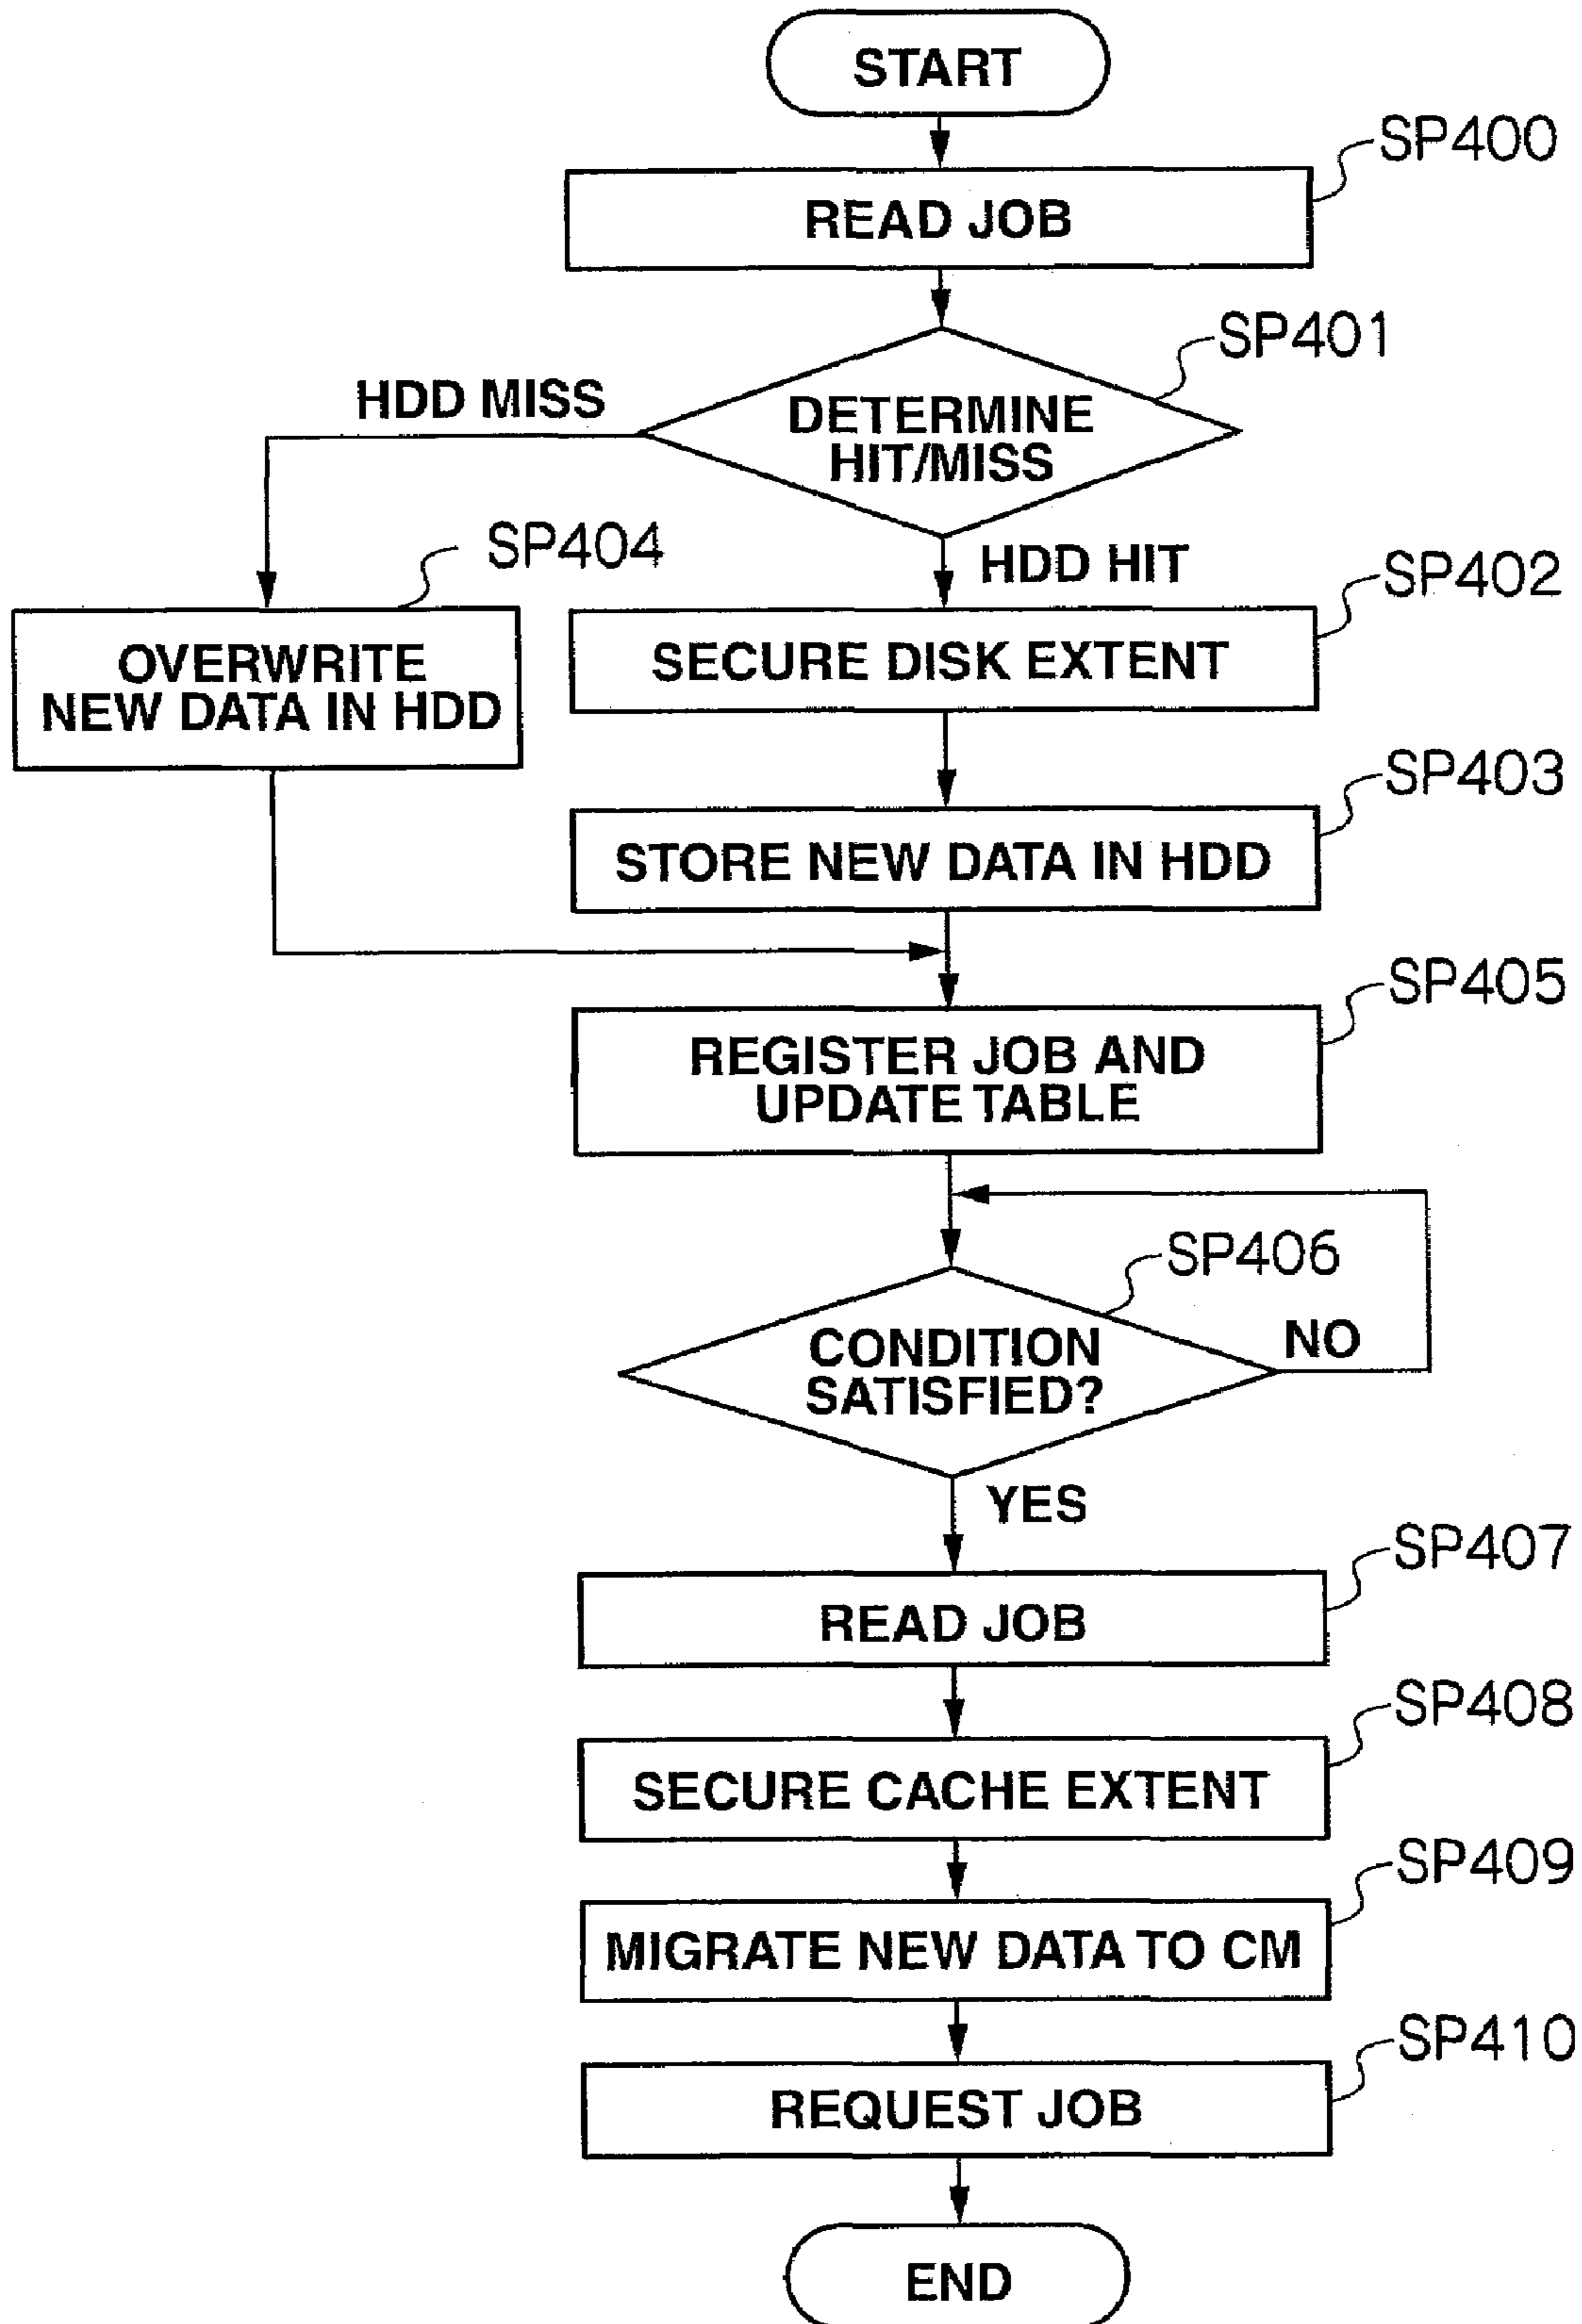 START
SP400
READ JOB
SP401
HDD MISS
DETERMINE
HIT/MISS
SP404
HDD HIT
SP402
OVERWRITE
NEW DATA IN HDD
SECURE DISK EXTENT
SP403
STORE NEW DATA IN HDD
SP405
REGISTER JOB AND
UPDATE TABLE
SP406
CONDITION
SATISFIED?
NO
YES
SP407
READ JOB
SP408
SECURE CACHE EXTENT
SP409
MIGRATE NEW DATA TO CM
SP410
REQUEST JOB
END